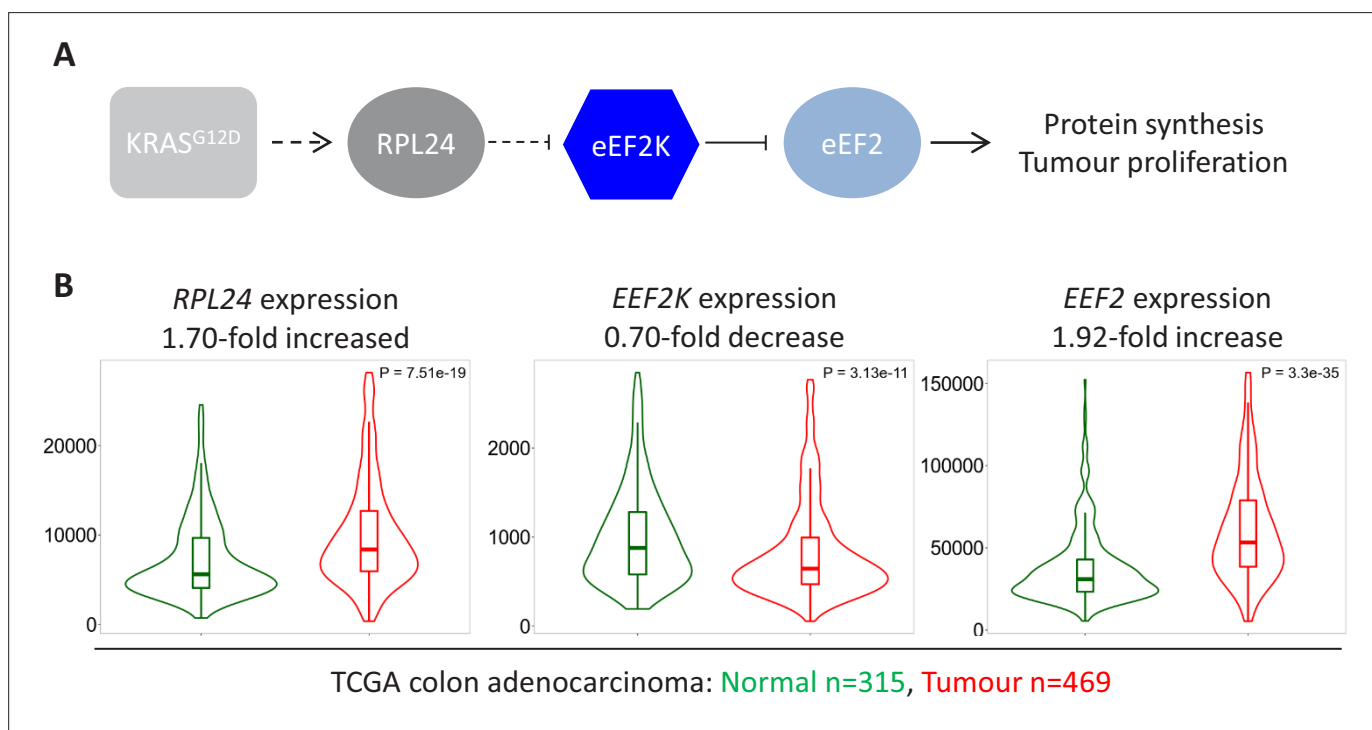 A
KRAS^G12D
RPL24
eEF2K
eEF2
Protein synthesis
Tumour proliferation
B
RPL24 expression
1.70-fold increased
EEF2K expression
0.70-fold decrease
EEF2 expression
1.92-fold increase
P = 7.51e-19
20000
10000
0
P = 3.13e-11
2000
1000
0
P = 3.3e-35
150000
100000
50000
0
TCGA colon adenocarcinoma: Normal n=315, Tumour n=469